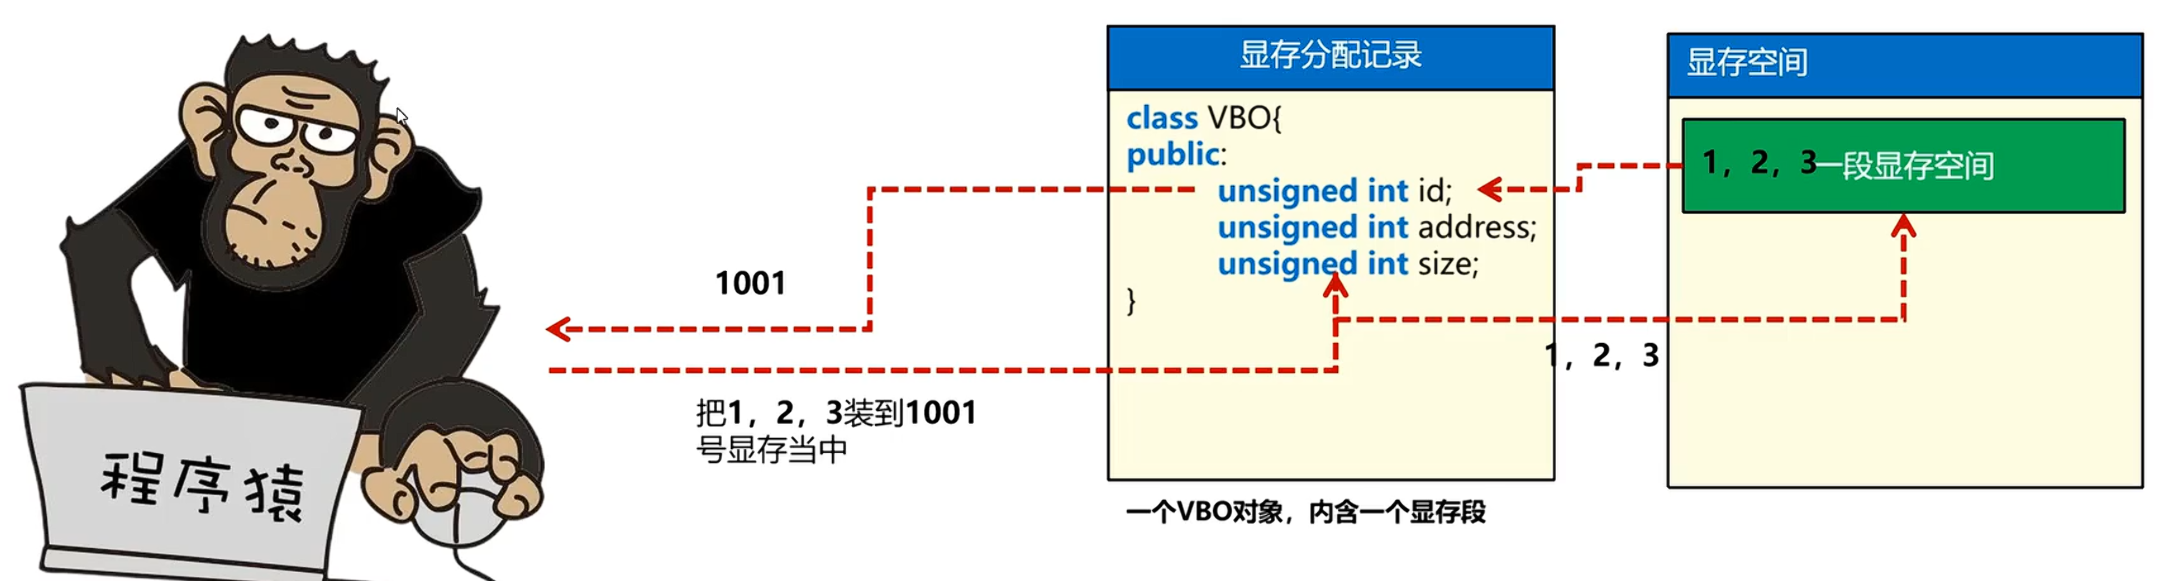 显存分配记录
class VBO{
public:
unsigned int id;
unsigned int address;
unsigned int size;
}
一个VBO对象，内含一个显存段
显存空间
1，2，3一段显存空间
1001
1，2，3
把1，2，3装到1001
号显存当中
程序猿